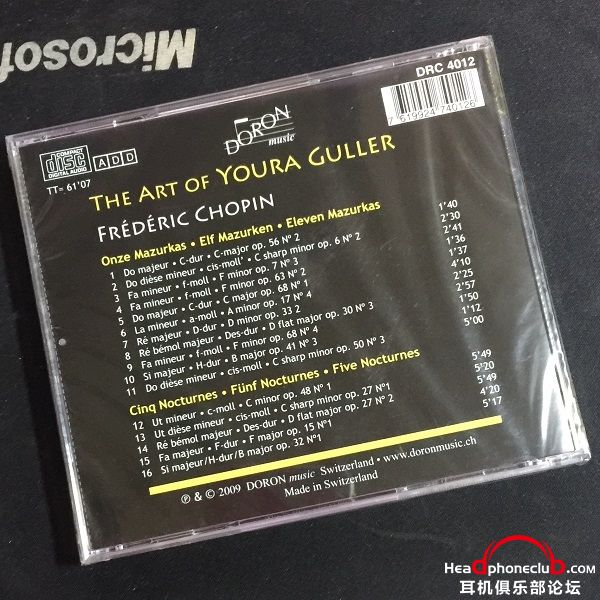 Microsof
DRC 4012
7 619924 740126
DORON
music
COMPACT
disc
DIGITAL AUDIO
A D D
TT= 61'07
THE ART OF YOURA GULLER
FRÉDÉRIC CHOPIN
Onze Mazurkas • Elf Mazurken • Eleven Mazurkas
1 Do majeur • C-dur • C-major op. 56 N° 2 1'40
2 Do dièse mineur • cis-moll' • C sharp minor op. 6 N° 2 2'30
3 Fa mineur • f-moll • F minor op. 7 N° 3 2'41
4 Fa mineur • f-moll • F minor op. 63 N° 2 1'36
5 Do majeur • C-dur • C major op. 68 N° 1 1'37
6 La mineur • a-moll • A minor op. 17 N° 4 4'10
7 Ré majeur • D-dur • D minor op. 33 2 2'25
8 Ré bémol majeur • Des-dur • D flat major op. 30 N° 3 2'57
9 Fa mineur • f-moll • F minor op. 68 N° 4 1'50
10 Si majeur • H-dur • B major op. 41 N° 3 1'12
11 Do dièse mineur • cis-moll • C sharp minor op. 50 N° 3 5'00
Cinq Nocturnes • Fünf Nocturnes • Five Nocturnes
12 Ut mineur • c-moll • C minor op. 48 N° 1 5'49
13 Ut dièse mineur • cis-moll • C sharp minor op. 27 N°1 5'20
14 Ré bémol majeur • Des-dur • D flat major op. 27 N° 2 5'49
15 Fa majeur • F-dur • F major op. 15 N°1 4'20
16 Si majeur/H-dur/B major op. 32 N°1 5'17
℗ & © 2009 DORON music Switzerland • www.doronmusic.ch
Made in Switzerland
Headphoneclub.com
耳机俱乐部论坛